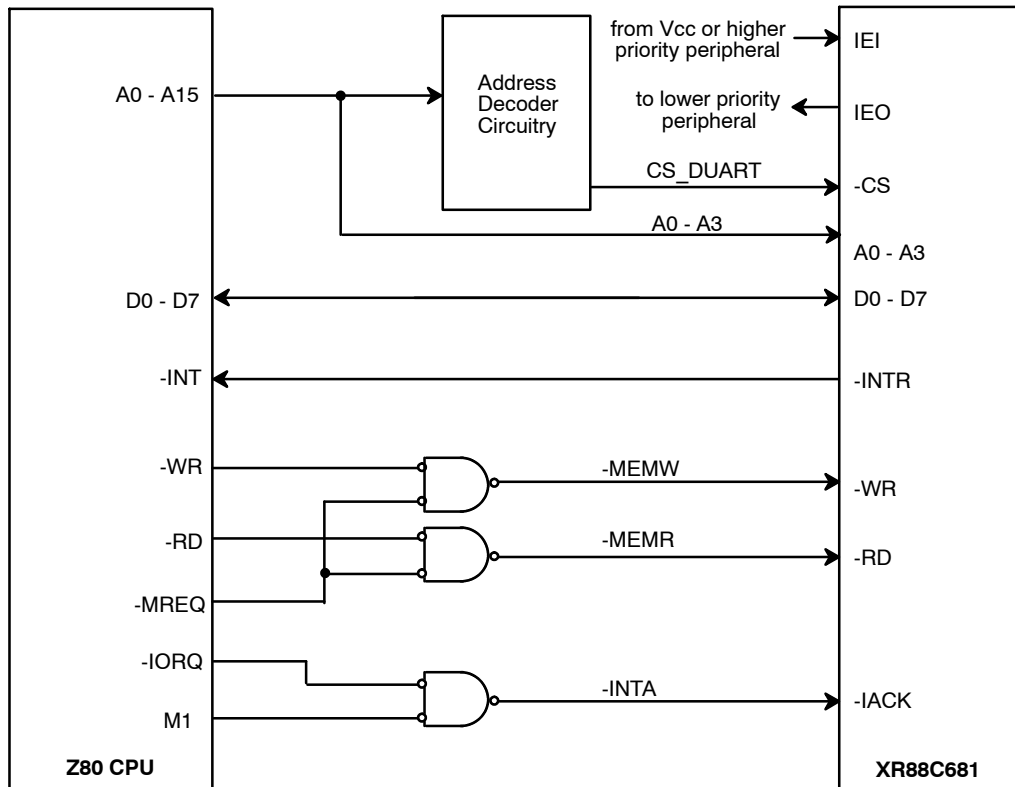 from Vcc or higher
priority peripheral
IEI
A0 - A15
Address
Decoder
Circuitry
to lower priority
peripheral
IEO
CS_DUART
-CS
A0 - A3
A0 - A3
D0 - D7
D0 - D7
-INT
-INTR
-WR
-MEMW
-WR
-RD
-MEMR
-RD
-MREQ
-IORQ
-INTA
-IACK
M1
Z80 CPU
XR88C681